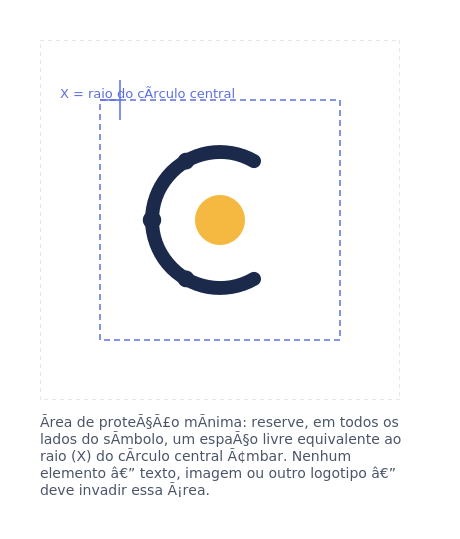 X = raio do cÃrculo central
Ãrea de proteÃ§Ã£o mÃnima: reserve, em todos os
lados do sÃmbolo, um espaÃ§o livre equivalente ao
raio (X) do cÃrculo central Ã¢mbar. Nenhum
elemento â€” texto, imagem ou outro logotipo â€”
deve invadir essa Ã¡rea.